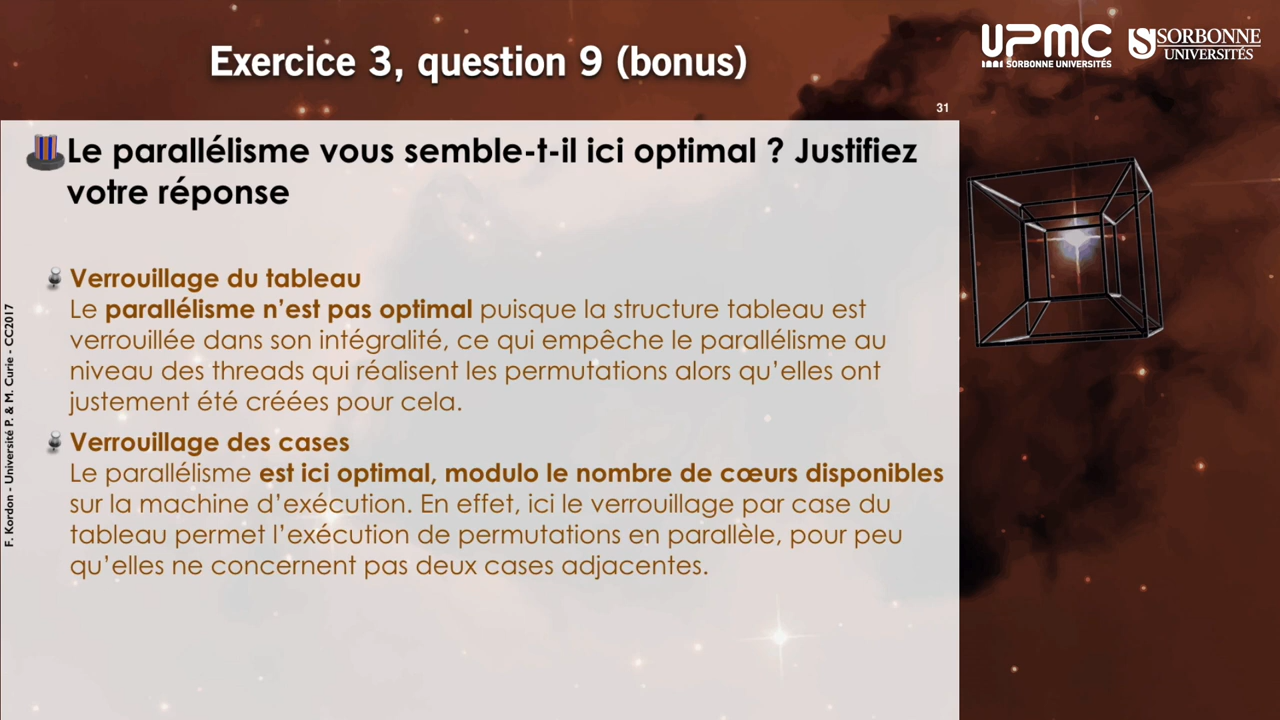 Exercice 3, question 9 (bonus)
UPMC
SORBONNE UNIVERSITÉS
SORBONNE
UNIVERSITÉS
31
Le parallélisme vous semble-t-il ici optimal ? Justifiez
votre réponse
Verrouillage du tableau
Le parallélisme n’est pas optimal puisque la structure tableau est
verrouillée dans son intégralité, ce qui empêche le parallélisme au
niveau des threads qui réalisent les permutations alors qu’elles ont
justement été créées pour cela.
Verrouillage des cases
Le parallélisme est ici optimal, modulo le nombre de cœurs disponibles
sur la machine d’exécution. En effet, ici le verrouillage par case du
tableau permet l’exécution de permutations en parallèle, pour peu
qu’elles ne concernent pas deux cases adjacentes.
F. Kordon - Université P. & M. Curie - CC2017